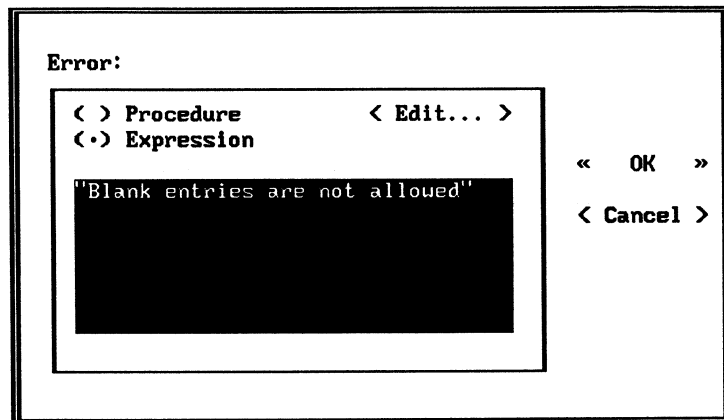 Error:
( ) Procedure < Edit... >
(·) Expression
« OK »
"Blank entries are not allowed"
< Cancel >